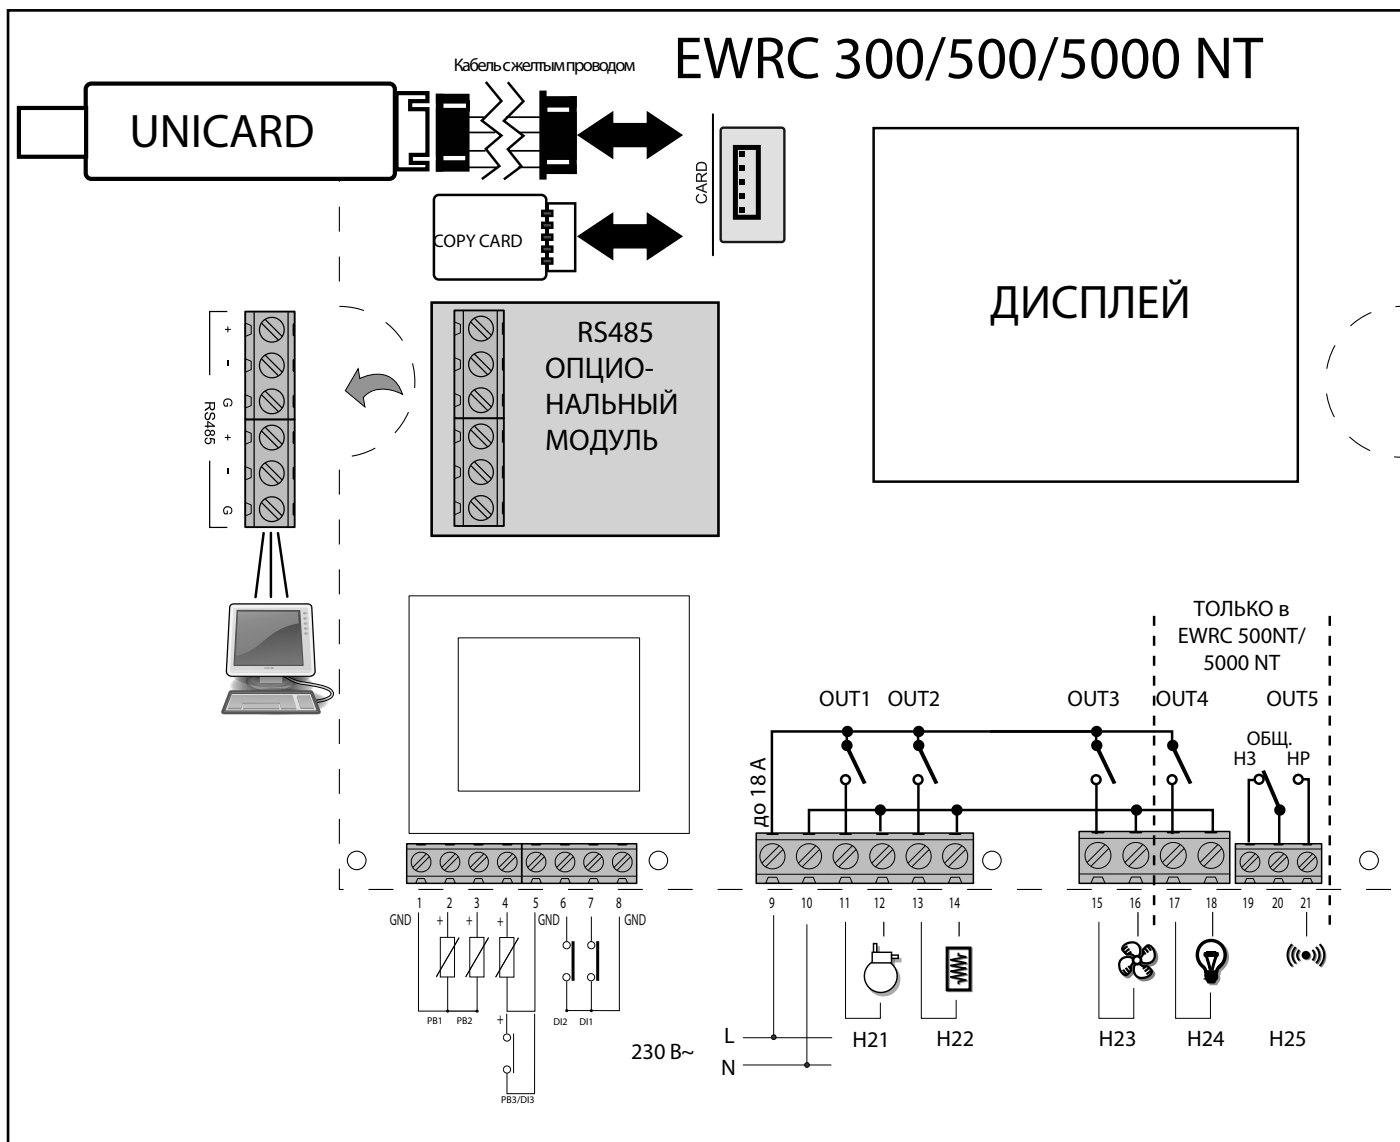 EWRC 300/500/5000 NT
Кабель с желтым проводом
UNICARD
CARD
COPY CARD
ДИСПЛЕЙ
RS485
ОПЦИО-
НАЛЬНЫЙ
МОДУЛЬ
RS485
+
-
G
+
-
G
ТОЛЬКО в
EWRC 500NT/
5000 NT
OUT1 OUT2 OUT3 OUT4 OUT5
ОБЩ.
НЗ НР
до 18 А
1 2 3 4 5 6 7 8 9 10 11 12 13 14 15 16 17 18 19 20 21
GND + + + GND GND
PB1 PB2 + DI2 DI1
PB3/DI3
230 В~
L
N
H21 H22 H23 H24 H25